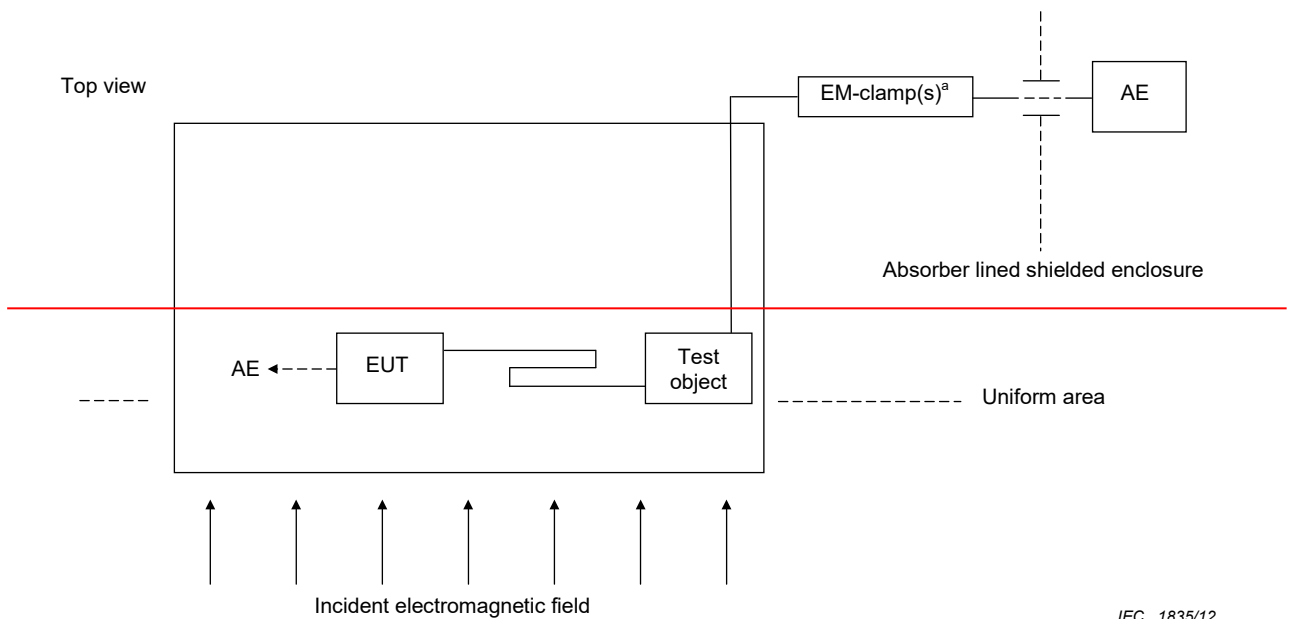 Top view
EM-clamp(s)a
AE
Absorber lined shielded enclosure
AE
EUT
Test
object
Uniform area
Incident electromagnetic field
IEC 1835/12